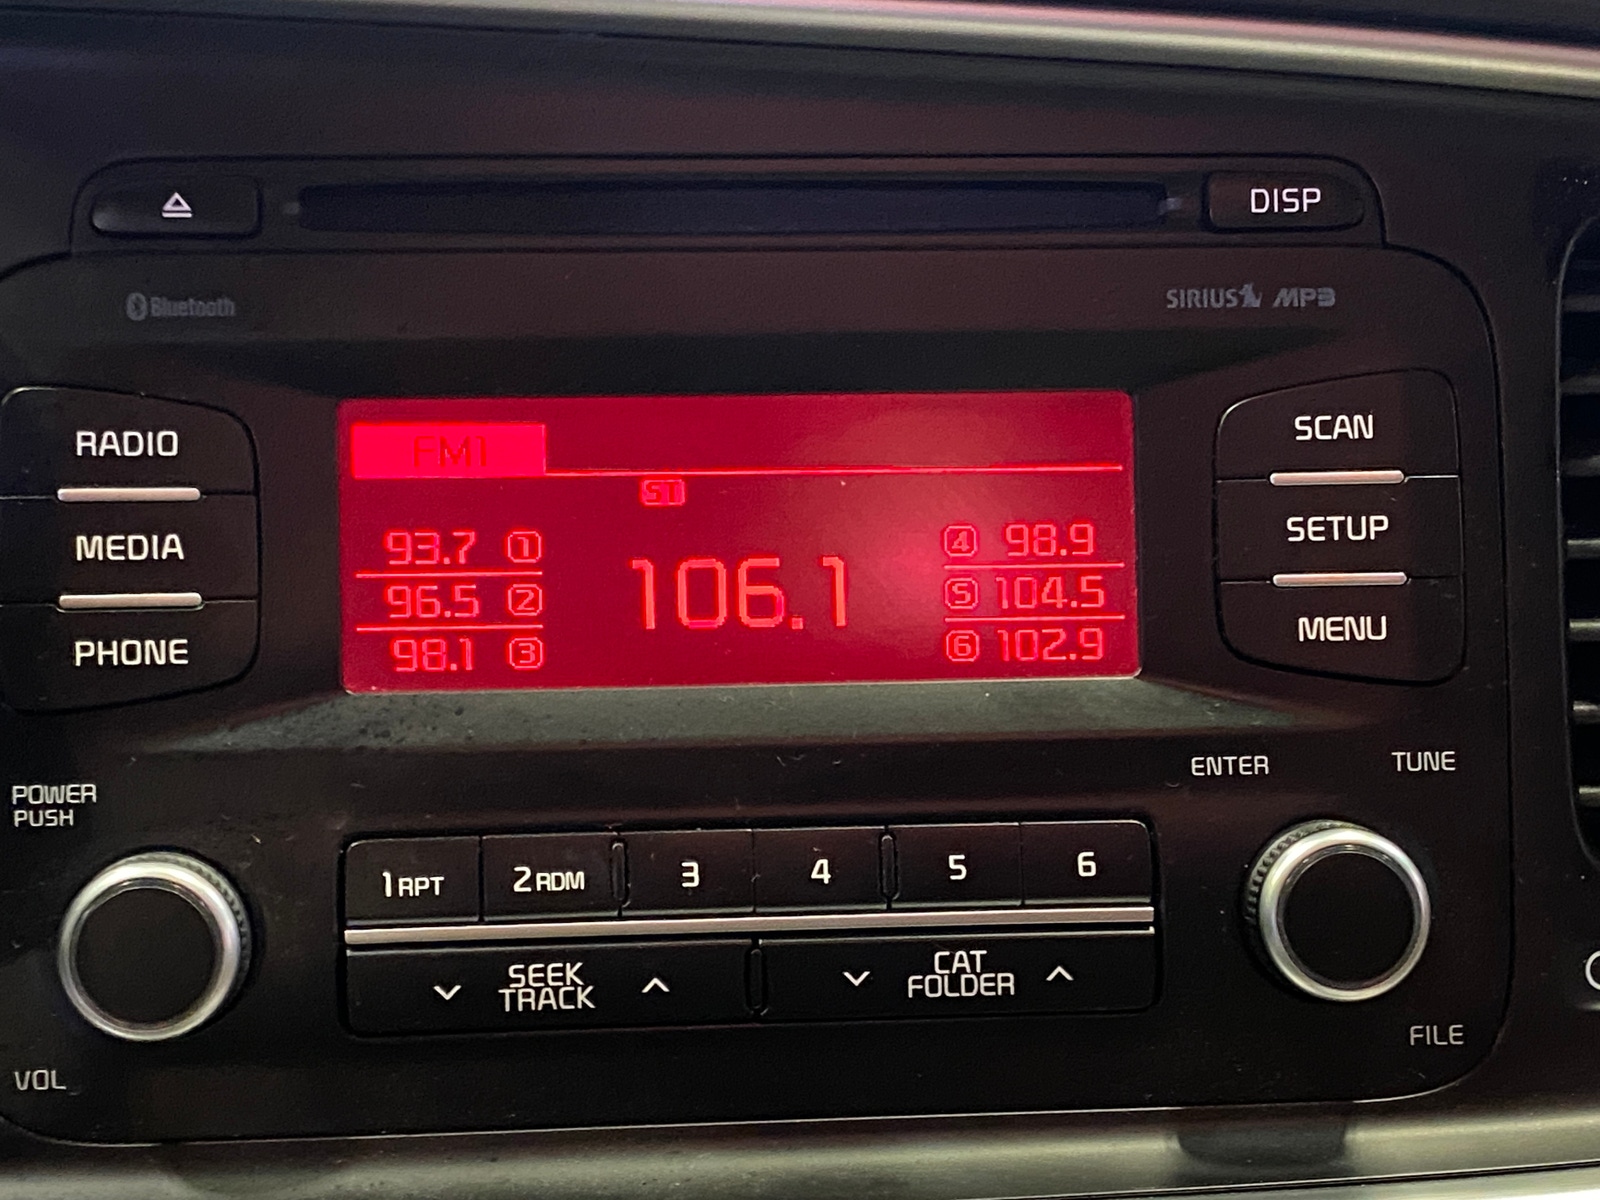 DISP
Bluetooth
SIRIUS MP3
RADIO
MEDIA
PHONE
FM1
ST
93.7 1
96.5 2
98.1 3
106.1
4 98.9
5 104.5
6 102.9
SCAN
SETUP
MENU
POWER
PUSH
VOL
1 RPT 2 RDM 3 4 5 6
SEEK
TRACK
CAT
FOLDER
ENTER
TUNE
FILE